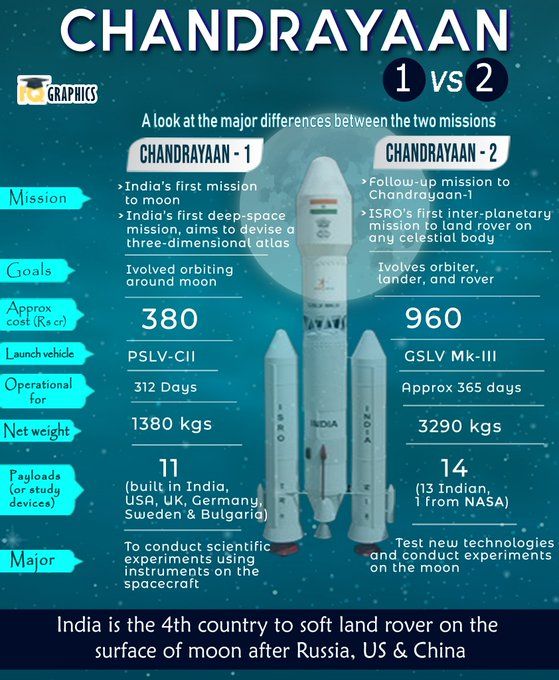 CHANDRAYAAN
1 VS 2
IQ GRAPHICS
A look at the major differences between the two missions
CHANDRAYAAN - 1
CHANDRAYAAN - 2
Mission
>India's first mission
to moon
>India's first deep-space
mission, aims to devise a
three-dimensional atlas
>Follow-up mission to
Chandrayaan-1
>ISRO's first inter-planetary
mission to land rover on
any celestial body
Goals
Ivolved orbiting
around moon
Ivolves orbiter,
lander, and rover
Approx
cost (Rs cr)
380
960
Launch vehicle
PSLV-CII
GSLV Mk-III
Operational
for
312 Days
Approx 365 days
Net weight
1380 kgs
3290 kgs
Payloads
(or study
devices)
11
(built in India,
USA, UK, Germany,
Sweden & Bulgaria)
14
(13 Indian,
1 from NASA)
Major
To conduct scientific
experiments using
instruments on the
spacecraft
Test new technologies
and conduct experiments
on the moon
GSLV MKIII
ISRO
INDIA
INDIA
India is the 4th country to soft land rover on the
surface of moon after Russia, US & China